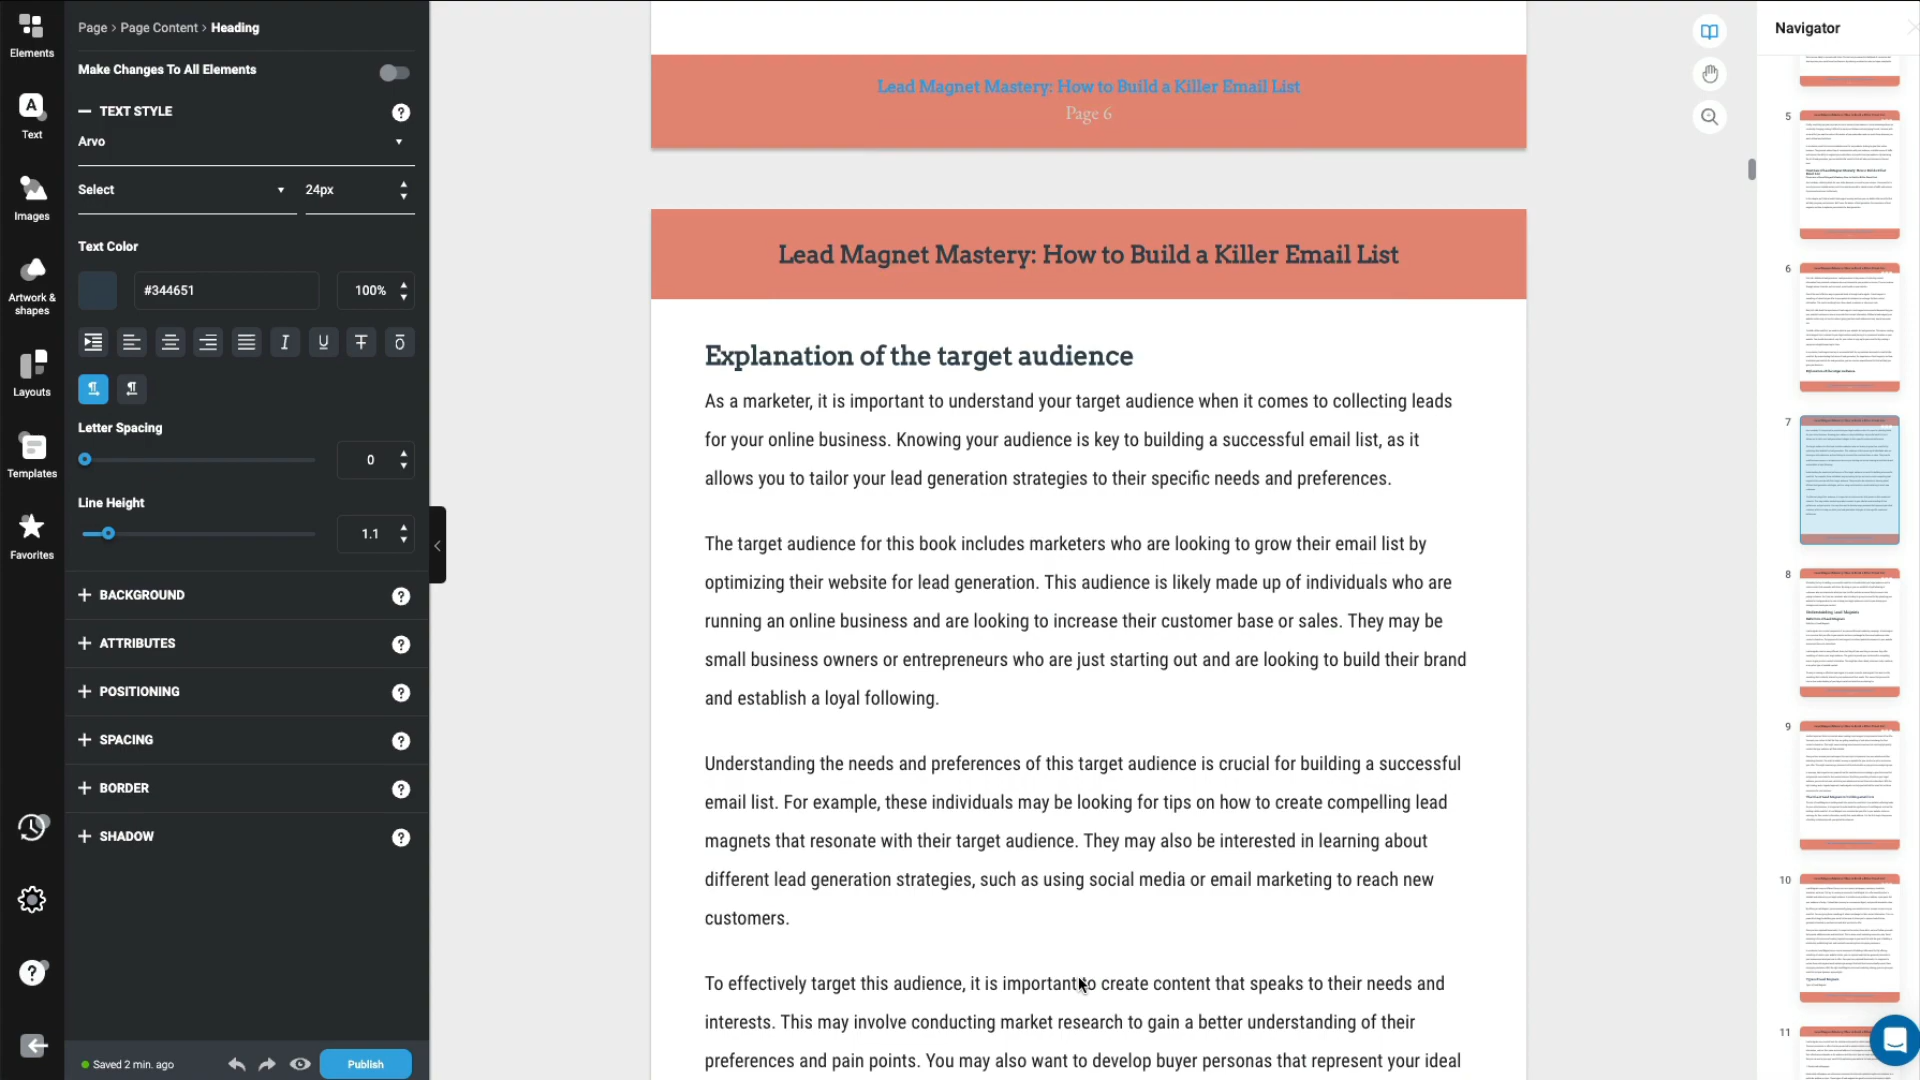 Page > Page Content > Heading
Make Changes To All Elements
TEXT STYLE
?
Arvo
Select
24px
Text Color
#344651
100%
Letter Spacing
0
Line Height
1.1
BACKGROUND
?
ATTRIBUTES
?
POSITIONING
?
SPACING
?
BORDER
?
SHADOW
?
Saved 2 min. ago
Publish
Elements
Text
Images
Artwork &
shapes
Layouts
Templates
Favorites
Lead Magnet Mastery: How to Build a Killer Email List
Page 6
Lead Magnet Mastery: How to Build a Killer Email List
Explanation of the target audience
As a marketer, it is important to understand your target audience when it comes to collecting leads
for your online business. Knowing your audience is key to building a successful email list, as it
allows you to tailor your lead generation strategies to their specific needs and preferences.
The target audience for this book includes marketers who are looking to grow their email list by
optimizing their website for lead generation. This audience is likely made up of individuals who are
running an online business and are looking to increase their customer base or sales. They may be
small business owners or entrepreneurs who are just starting out and are looking to build their brand
and establish a loyal following.
Understanding the needs and preferences of this target audience is crucial for building a successful
email list. For example, these individuals may be looking for tips on how to create compelling lead
magnets that resonate with their target audience. They may also be interested in learning about
different lead generation strategies, such as using social media or email marketing to reach new
customers.
To effectively target this audience, it is important to create content that speaks to their needs and
interests. This may involve conducting market research to gain a better understanding of their
preferences and pain points. You may also want to develop buyer personas that represent your ideal
Navigator
5
6
7
8
9
10
11